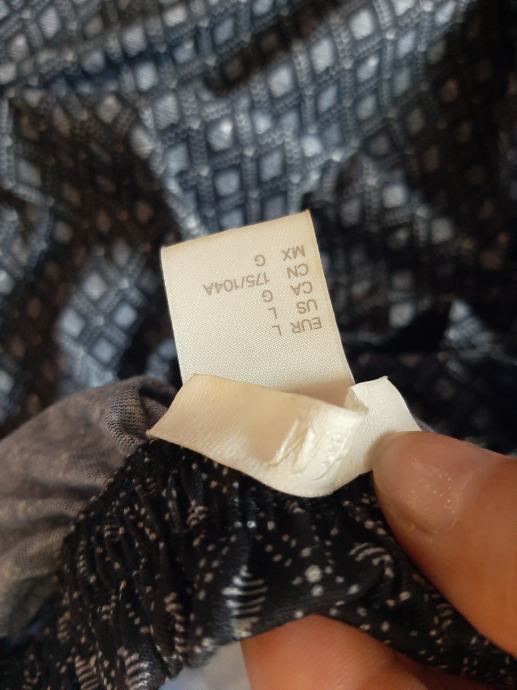 EUR L
US L
CA G
CN 175/104A
MX G